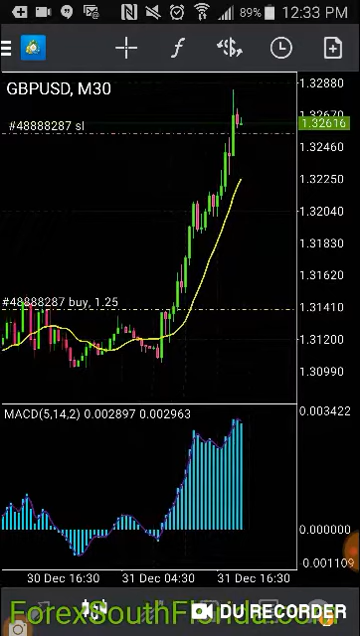 89% 12:33 PM
GBPUSD, M30
1.32880
1.32670
1.32616
#48888287 sl
1.32460
1.32250
1.32040
1.31830
1.31620
#48888287 buy, 1.25
1.31410
1.31200
1.30990
MACD(5,14,2) 0.002897 0.002963
0.003422
0.000000
0.001109
30 Dec 16:30 31 Dec 04:30 31 Dec 16:30
ForexSouthFlorida.com
DU RECORDER